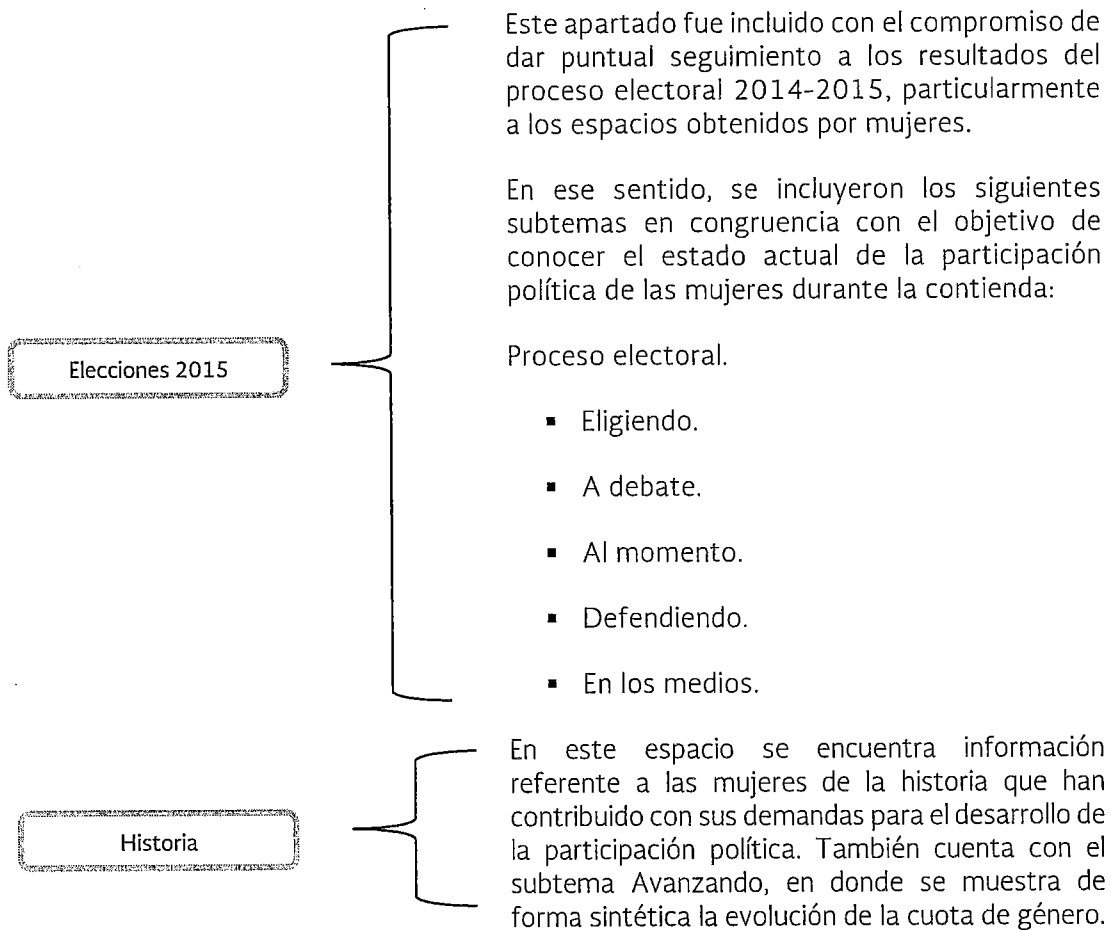 Este apartado fue incluido con el compromiso de
dar puntual seguimiento a los resultados del
proceso electoral 2014-2015, particularmente
a los espacios obtenidos por mujeres.
En ese sentido, se incluyeron los siguientes
subtemas en congruencia con el objetivo de
conocer el estado actual de la participación
política de las mujeres durante la contienda:
Elecciones 2015
Proceso electoral.
▪ Eligiendo.
▪ A debate.
▪ Al momento.
▪ Defendiendo.
▪ En los medios.
Historia
En este espacio se encuentra información
referente a las mujeres de la historia que han
contribuido con sus demandas para el desarrollo de
la participación política. También cuenta con el
subtema Avanzando, en donde se muestra de
forma sintética la evolución de la cuota de género.